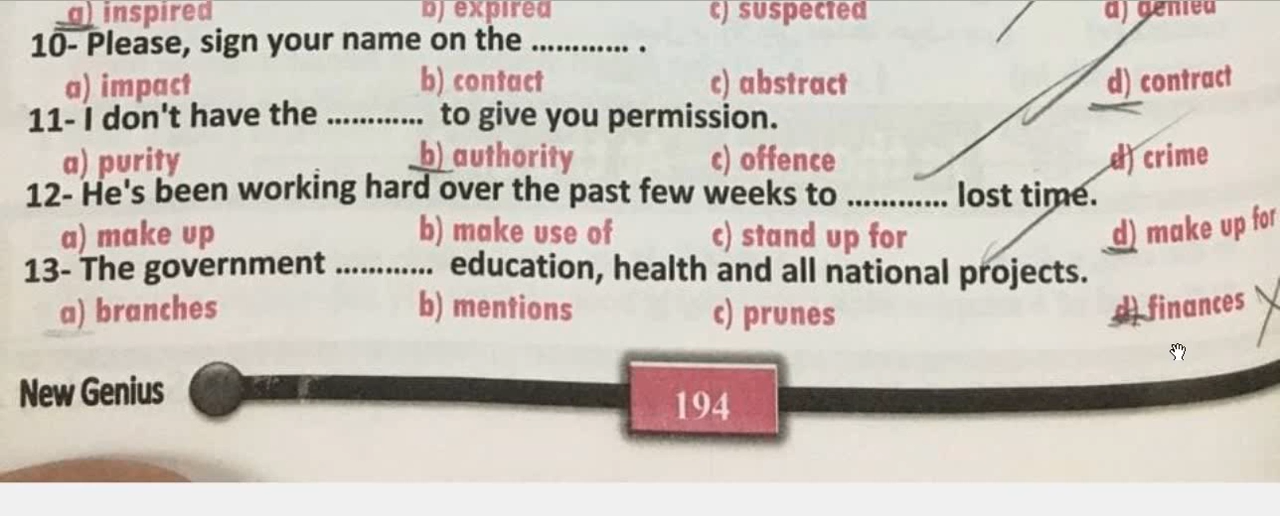 a) inspired b) expired c) suspected d) denied
10- Please, sign your name on the ............. .
a) impact b) contact c) abstract d) contract
11- I don't have the ............ to give you permission.
a) purity b) authority c) offence d) crime
12- He's been working hard over the past few weeks to ............ lost time.
a) make up b) make use of c) stand up for d) make up for
13- The government ............ education, health and all national projects.
a) branches b) mentions c) prunes d) finances
New Genius 194